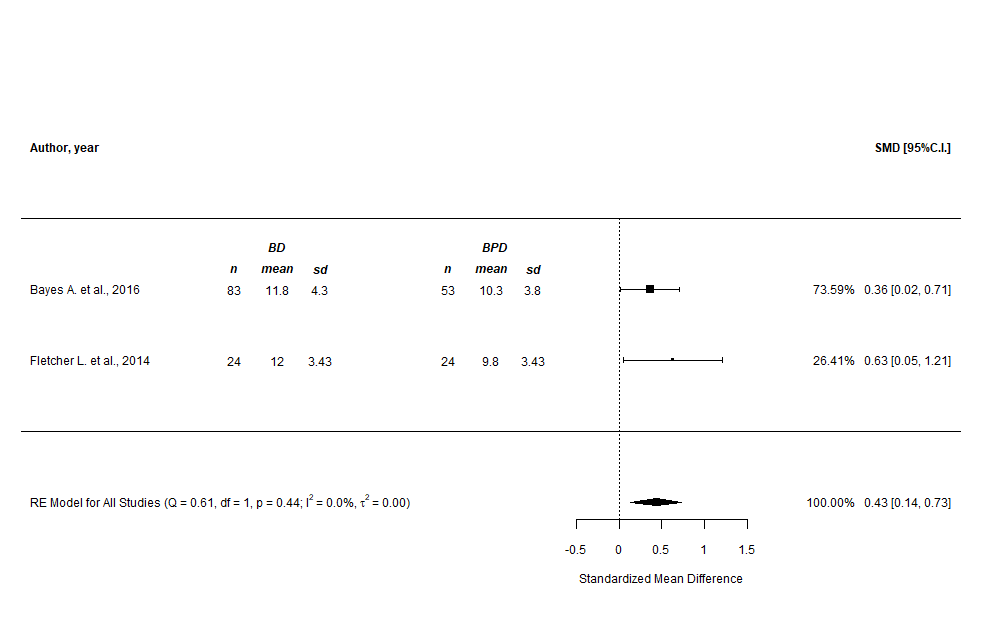 Author, year SMD [95%C.I.]
BD BPD
n mean sd n mean sd
Bayes A. et al., 2016 83 11.8 4.3 53 10.3 3.8 73.59% 0.36 [0.02, 0.71]
Fletcher L. et al., 2014 24 12 3.43 24 9.8 3.43 26.41% 0.63 [0.05, 1.21]
RE Model for All Studies (Q = 0.61, df = 1, p = 0.44; I² = 0.0%, τ² = 0.00) 100.00% 0.43 [0.14, 0.73]
-0.5 0 0.5 1 1.5
Standardized Mean Difference